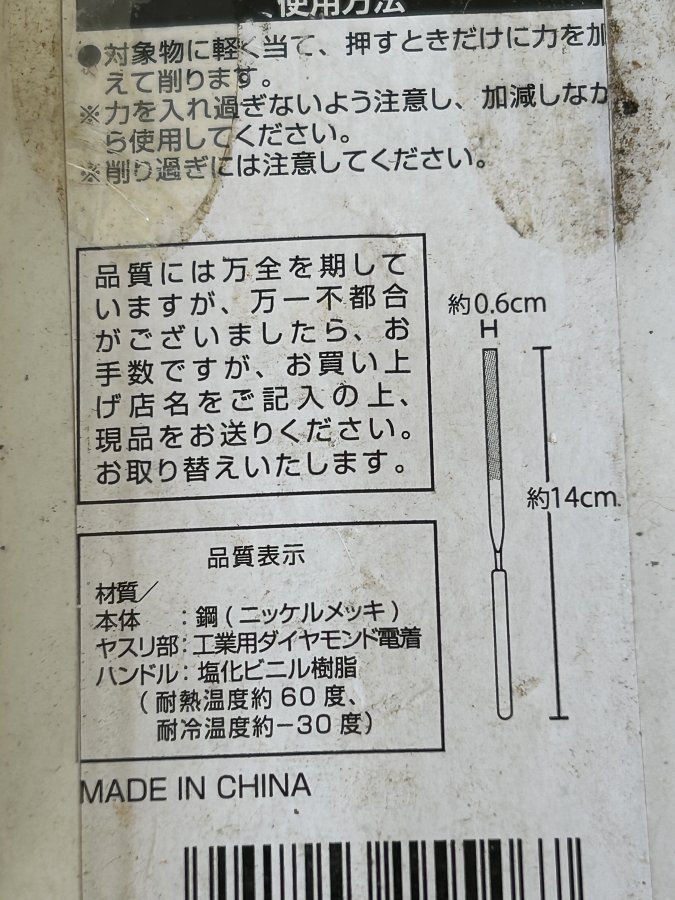 使用方法
●対象物に軽く当て、押すときだけに力を加
えて削ります。
※力を入れ過ぎないよう注意し、加減しなが
ら使用してください。
※削り過ぎには注意してください。
品質には万全を期して
いますが、万一不都合
がございましたら、お
手数ですが、お買い上
げ店名をご記入の上、
現品をお送りください。
お取り替えいたします。
約0.6cm
約14cm
品質表示
材質／
本体　：鋼(ニッケルメッキ)
ヤスリ部：工業用ダイヤモンド電着
ハンドル：塩化ビニル樹脂
(耐熱温度約60度、
耐冷温度約−30度)
MADE IN CHINA